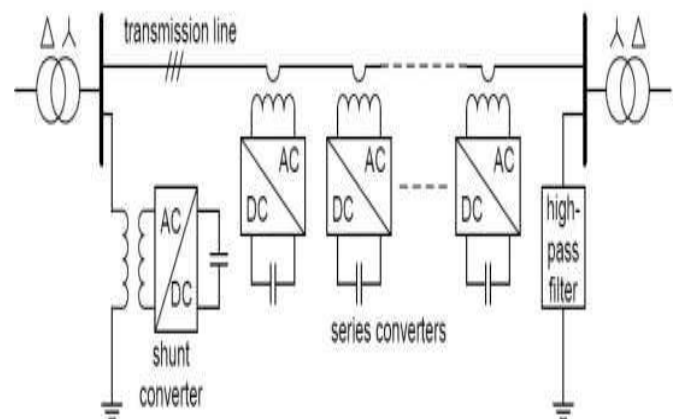 transmission line
AC
DC
AC
DC
AC
DC
AC
DC
high-
pass
filter
series converters
shunt
converter